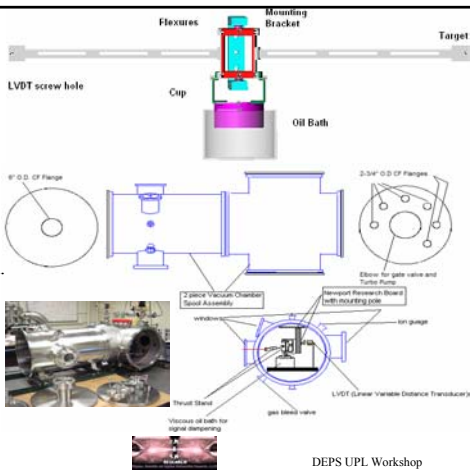 Flexures
Mounting
Bracket
Target
LVDT screw hole
Cup
Oil Bath
6" O.D. CF Flange
2-3/4" O.D CF Flanges
Elbow for gate valve and
Turbo Pump
2 piece Vacuum Chamber
Spool Assembly
Newport Research Board
with mounting pole
windows
ion guage
Thrust Stand
LVDT (Linear Variable Distance Transducer)
Viscous oil bath for
signal dampening
gas bleed valve
DEPS UPL Workshop